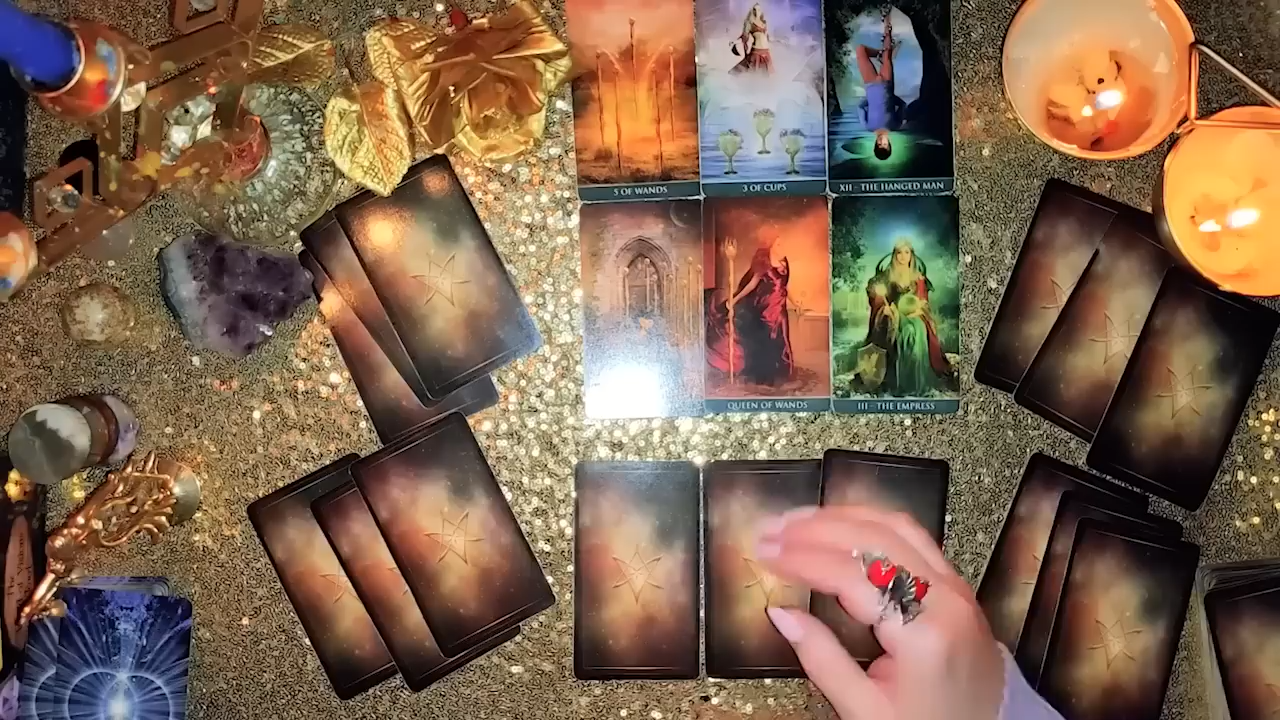 5 OF WANDS
3 OF CUPS
XII - THE HANGED MAN
QUEEN OF WANDS
III - THE EMPRESS